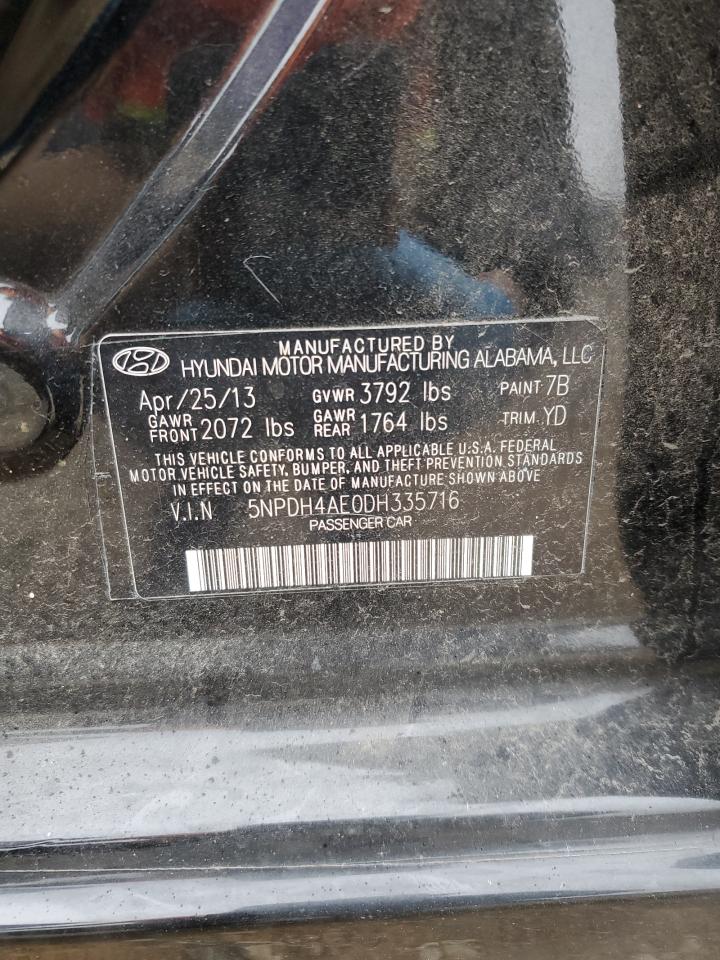 MANUFACTURED BY
HYUNDAI MOTOR MANUFACTURING ALABAMA, LLC
Apr/25/13 GVWR 3792 lbs PAINT 7B
GAWR FRONT 2072 lbs GAWR REAR 1764 lbs TRIM YD
THIS VEHICLE CONFORMS TO ALL APPLICABLE U.S.A. FEDERAL
MOTOR VEHICLE SAFETY, BUMPER, AND THEFT PREVENTION STANDARDS
IN EFFECT ON THE DATE OF MANUFACTURE SHOWN ABOVE
V.I.N 5NPDH4AE0DH335716
PASSENGER CAR